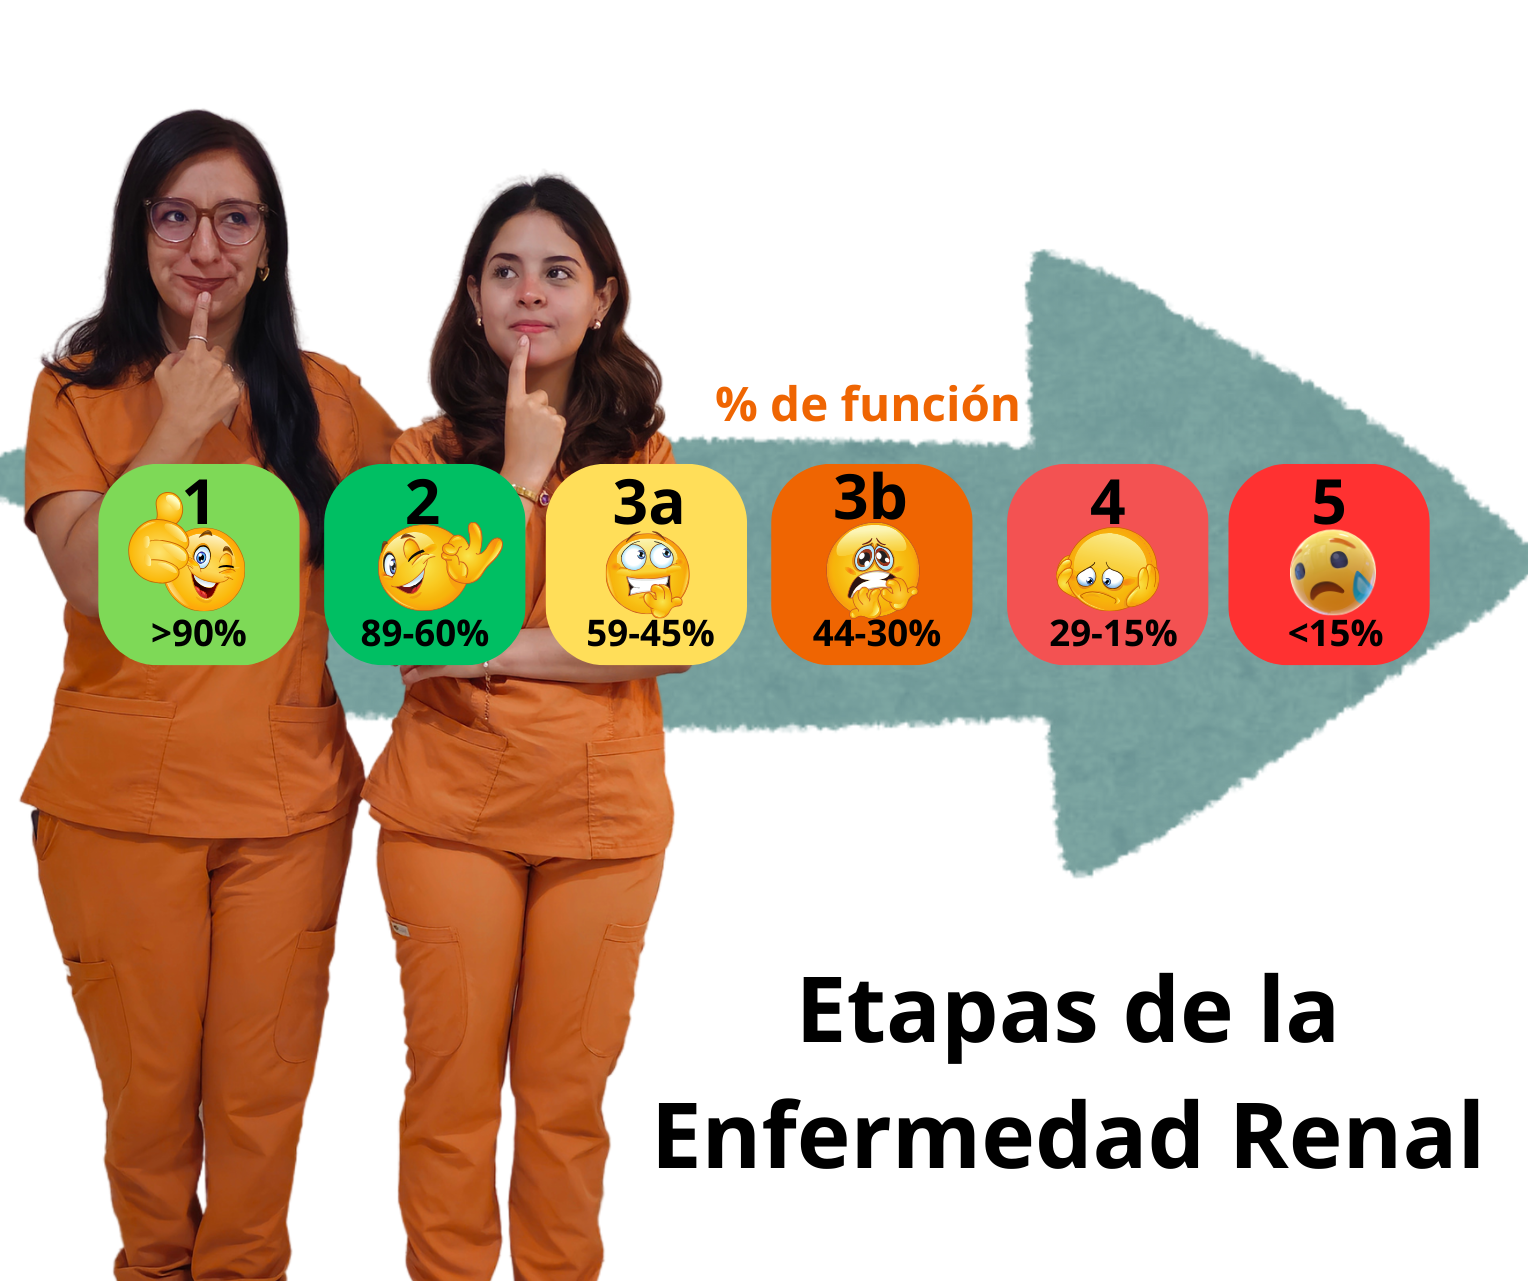 % de función
1
2
3a
3b
4
5
>90%
89-60%
59-45%
44-30%
29-15%
<15%
Etapas de la
Enfermedad Renal